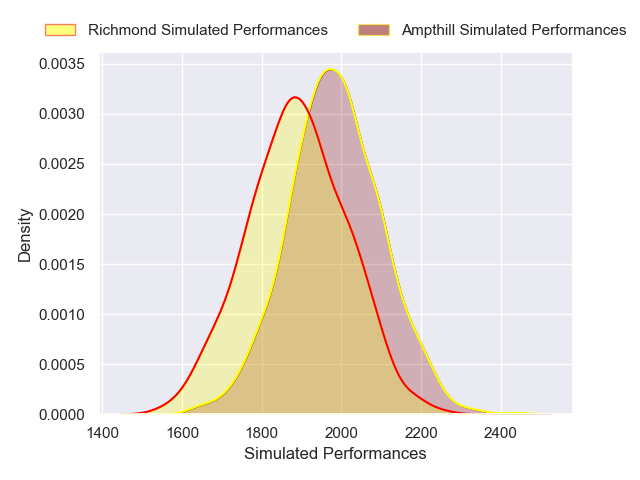 Richmond Simulated Performances
Ampthill Simulated Performances
0.0035
0.0030
0.0025
0.0020
0.0015
0.0010
0.0005
0.0000
Density
1400 1600 1800 2000 2200 2400
Simulated Performances